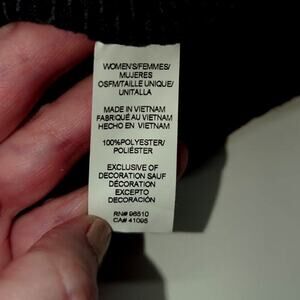 WOMEN'S/FEMMES/
MUJERES
OSFM/TAILLE UNIQUE/
UNITALLA
MADE IN VIETNAM
FABRIQUÉ AU VIETNAM
HECHO EN VIETNAM
100%POLYESTER/
POLIÉSTER
EXCLUSIVE OF
DECORATION SAUF
DÉCORATION
EXCEPTO
DECORACIÓN
RN# 96510
CA# 41095